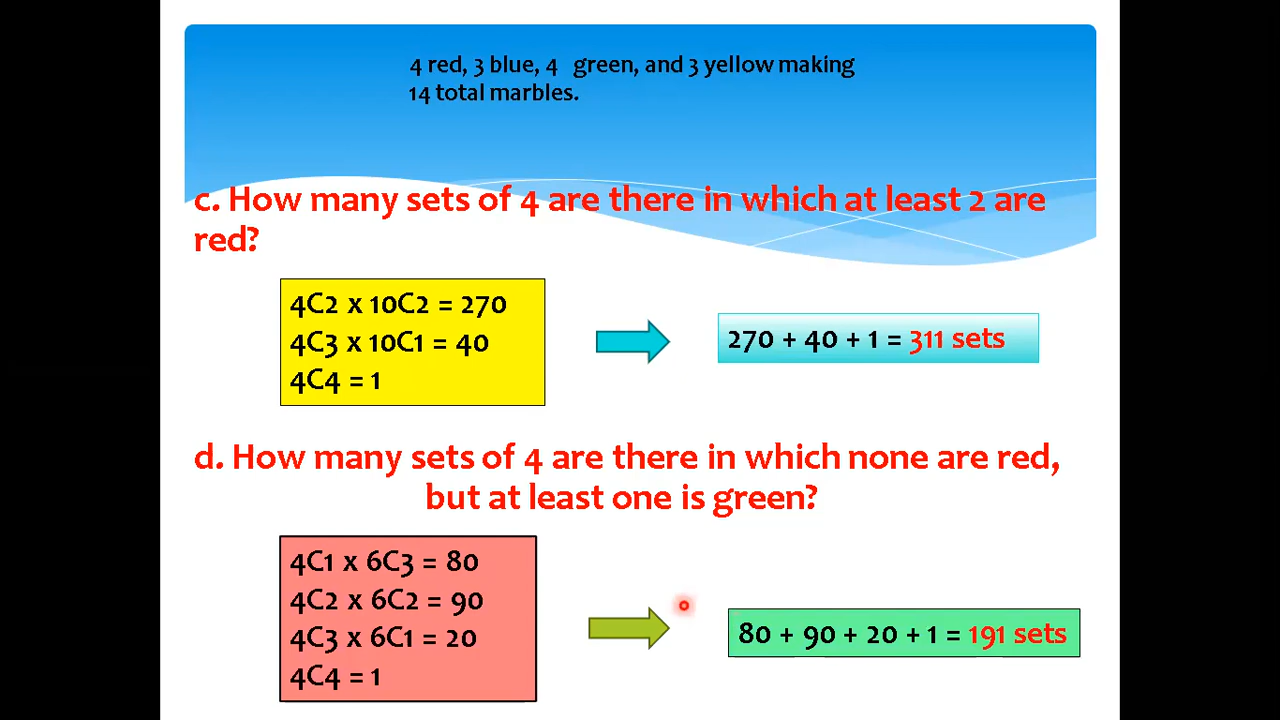 4 red, 3 blue, 4 green, and 3 yellow making
14 total marbles.
c. How many sets of 4 are there in which at least 2 are
red?
4C2 x 10C2 = 270
4C3 x 10C1 = 40
4C4 = 1
270 + 40 + 1 = 311 sets
d. How many sets of 4 are there in which none are red,
but at least one is green?
4C1 x 6C3 = 80
4C2 x 6C2 = 90
4C3 x 6C1 = 20
4C4 = 1
80 + 90 + 20 + 1 = 191 sets